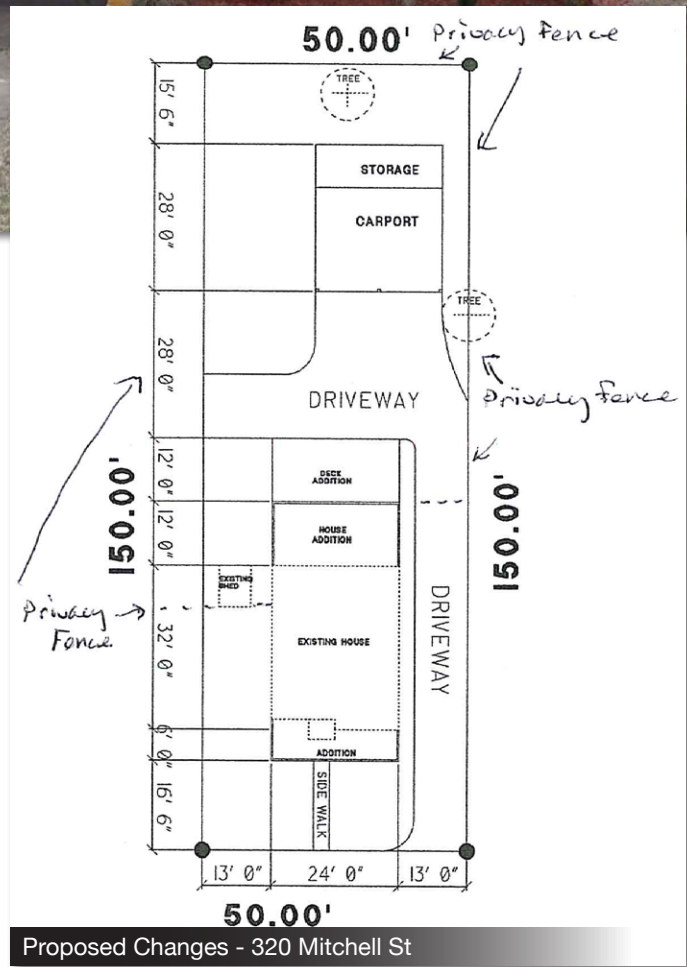 50.00'
Privacy Fence
TREE
15' 6"
STORAGE
28' 0"
CARPORT
TREE
28' 0"
DRIVEWAY
Privacy Fence
12' 0"
DECK
ADDITION
150.00'
150.00'
12' 0"
HOUSE
ADDITION
EXISTING
SHED
DRIVEWAY
Privacy
Fence
32' 0"
EXISTING HOUSE
6' 0"
ADDITION
SIDE WALK
16' 6"
13' 0"
24' 0"
13' 0"
50.00'
Proposed Changes - 320 Mitchell St